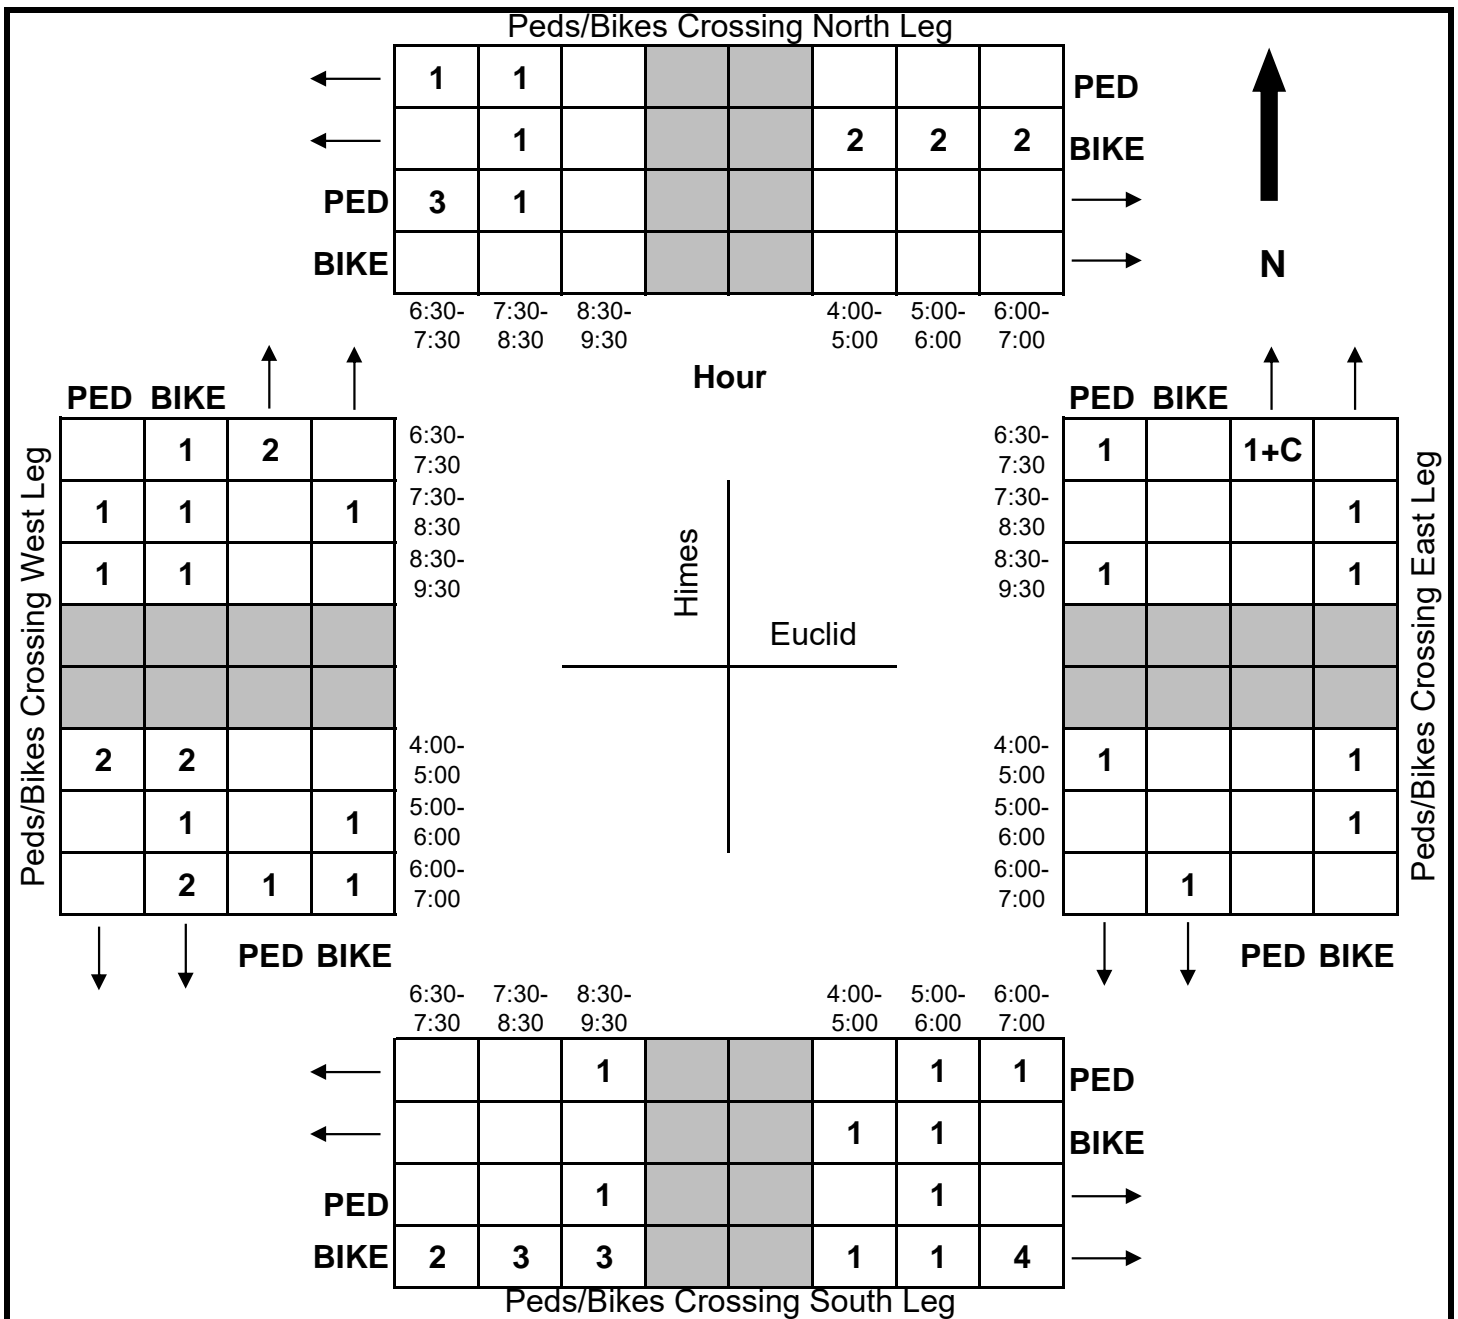 Peds/Bikes Crossing North Leg
1 1 PED
1 2 2 2 BIKE
PED 3 1
BIKE N
6:30- 7:30- 8:30- 4:00- 5:00- 6:00-
7:30 8:30 9:30 5:00 6:00 7:00
Hour
PED BIKE
Peds/Bikes Crossing West Leg
1 2 6:30-
7:30
1 1 1 7:30-
8:30
1 1 8:30-
9:30
2 2 4:00-
5:00
1 1 5:00-
6:00
2 1 1 6:00-
7:00
PED BIKE
Himes
Euclid
PED BIKE
6:30-
7:30 1 1+C
7:30-
8:30 1
8:30-
9:30 1 1
4:00-
5:00 1 1
5:00-
6:00 1
6:00-
7:00 1
PED BIKE
Peds/Bikes Crossing East Leg
6:30- 7:30- 8:30- 4:00- 5:00- 6:00-
7:30 8:30 9:30 5:00 6:00 7:00
1 1 1 PED
1 1 BIKE
PED 1 1
BIKE 2 3 3 1 1 4
Peds/Bikes Crossing South Leg